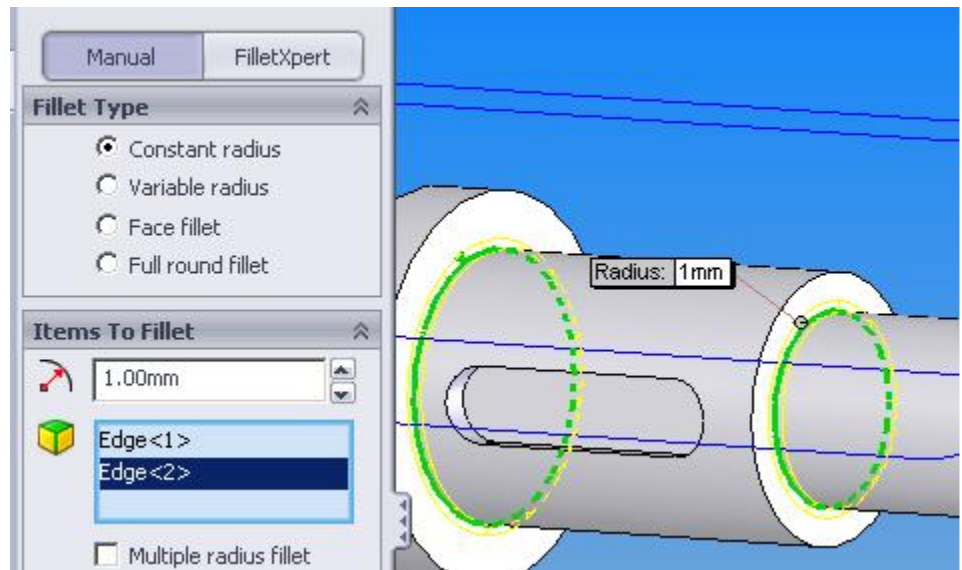 Manual FilletXpert
Fillet Type
Constant radius
Variable radius
Face fillet
Full round fillet
Radius: 1mm
Items To Fillet
1.00mm
Edge<1>
Edge<2>
Multiple radius fillet